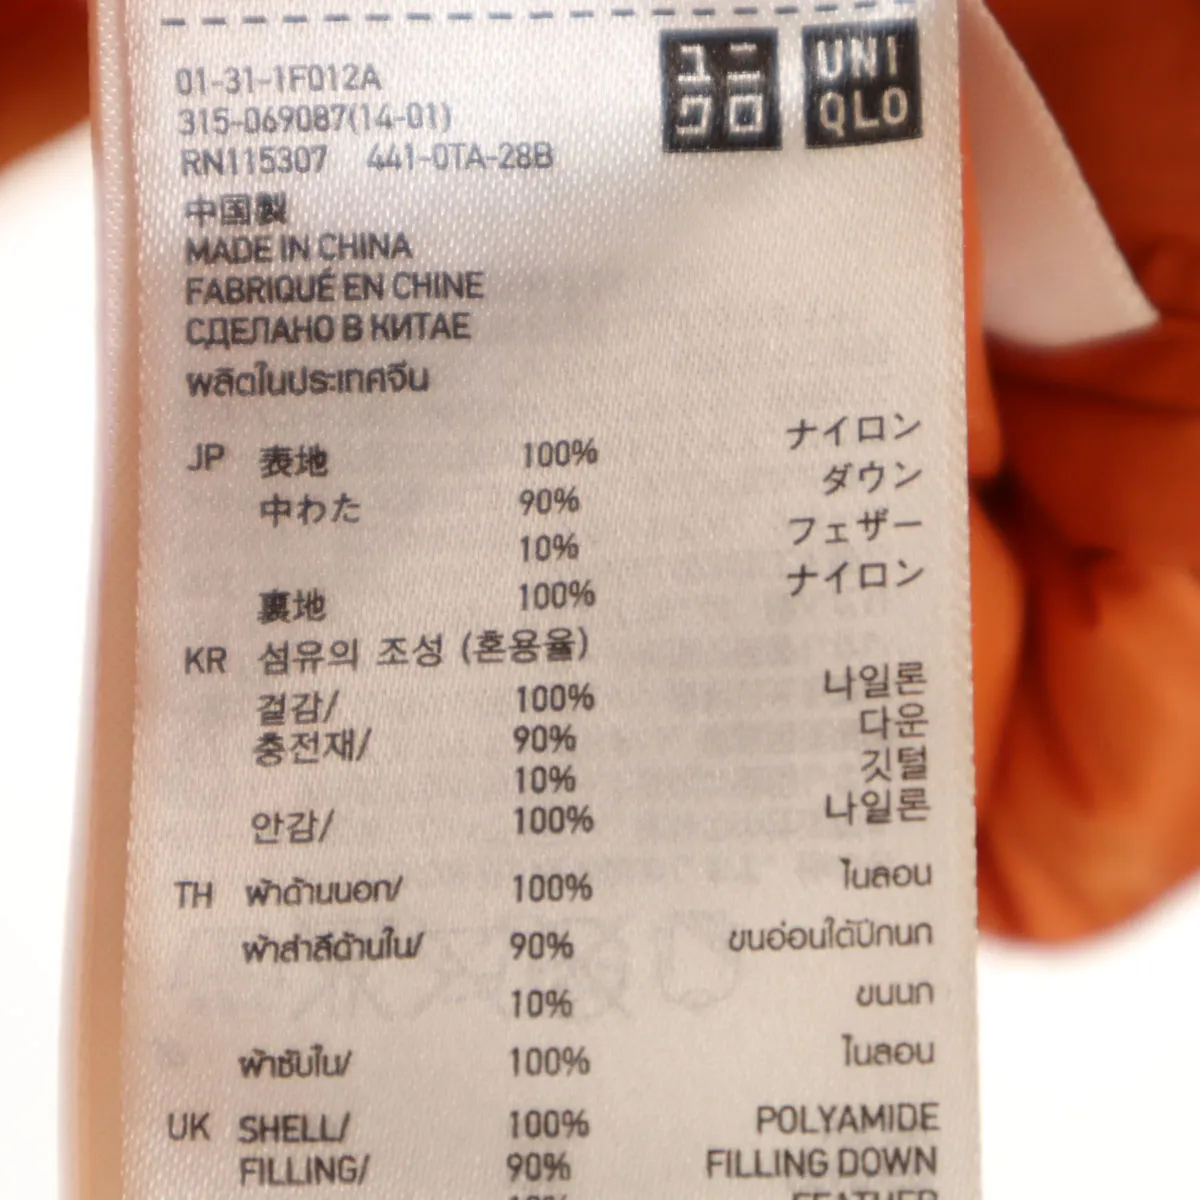 ユニ
クロ
UNI
QLO
01-31-1F012A
315-069087(14-01)
RN115307 441-0TA-28B
中国製
MADE IN CHINA
FABRIQUÉ EN CHINE
СДЕЛАНО В КИТАЕ
ผลิตในประเทศจีน
JP 表地 100% ナイロン
中わた 90% ダウン
10% フェザー
裏地 100% ナイロン
KR 섬유의 조성 (혼용율)
겉감/ 100% 나일론
충전재/ 90% 다운
10% 깃털
안감/ 100% 나일론
TH ผ้าด้านนอก/ 100% ไนลอน
ผ้าสำลีด้านใน/ 90% ขนอ่อนใต้ปีกนก
10% ขนนก
ผ้าซับใน/ 100% ไนลอน
UK SHELL/ 100% POLYAMIDE
FILLING/ 90% FILLING DOWN
10% FEATHER